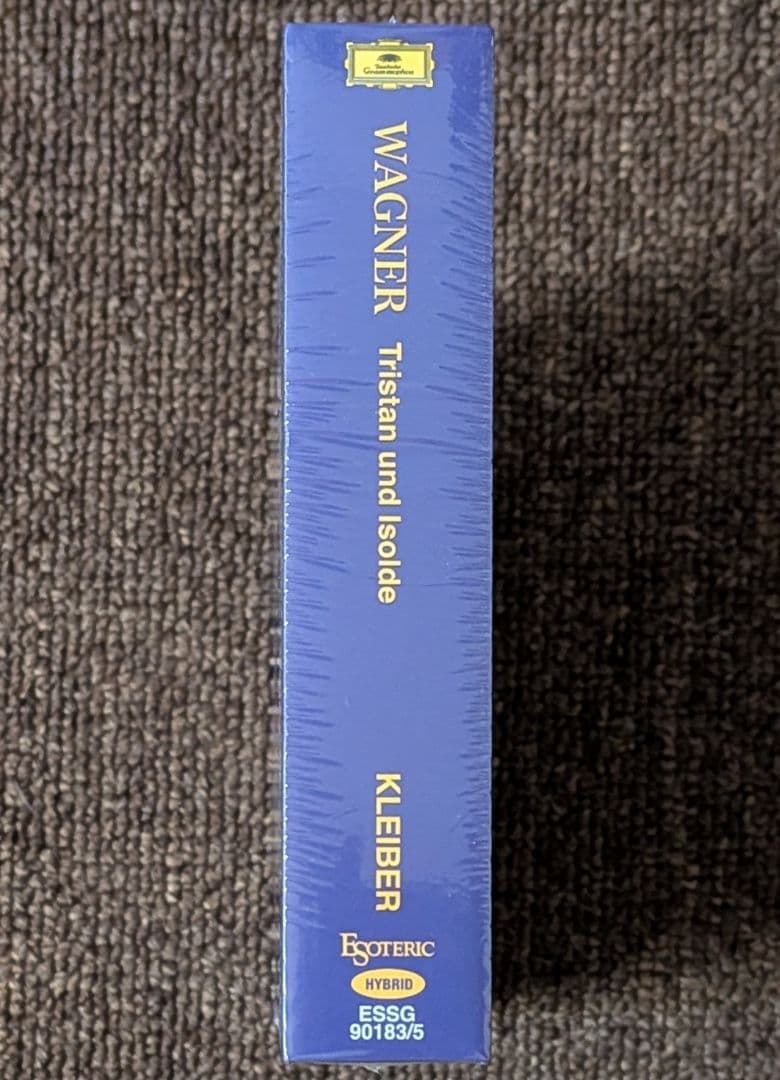 Deutsche
Grammophon
WAGNER Tristan und Isolde
KLEIBER
ESOTERIC
HYBRID
ESSG
90183/5